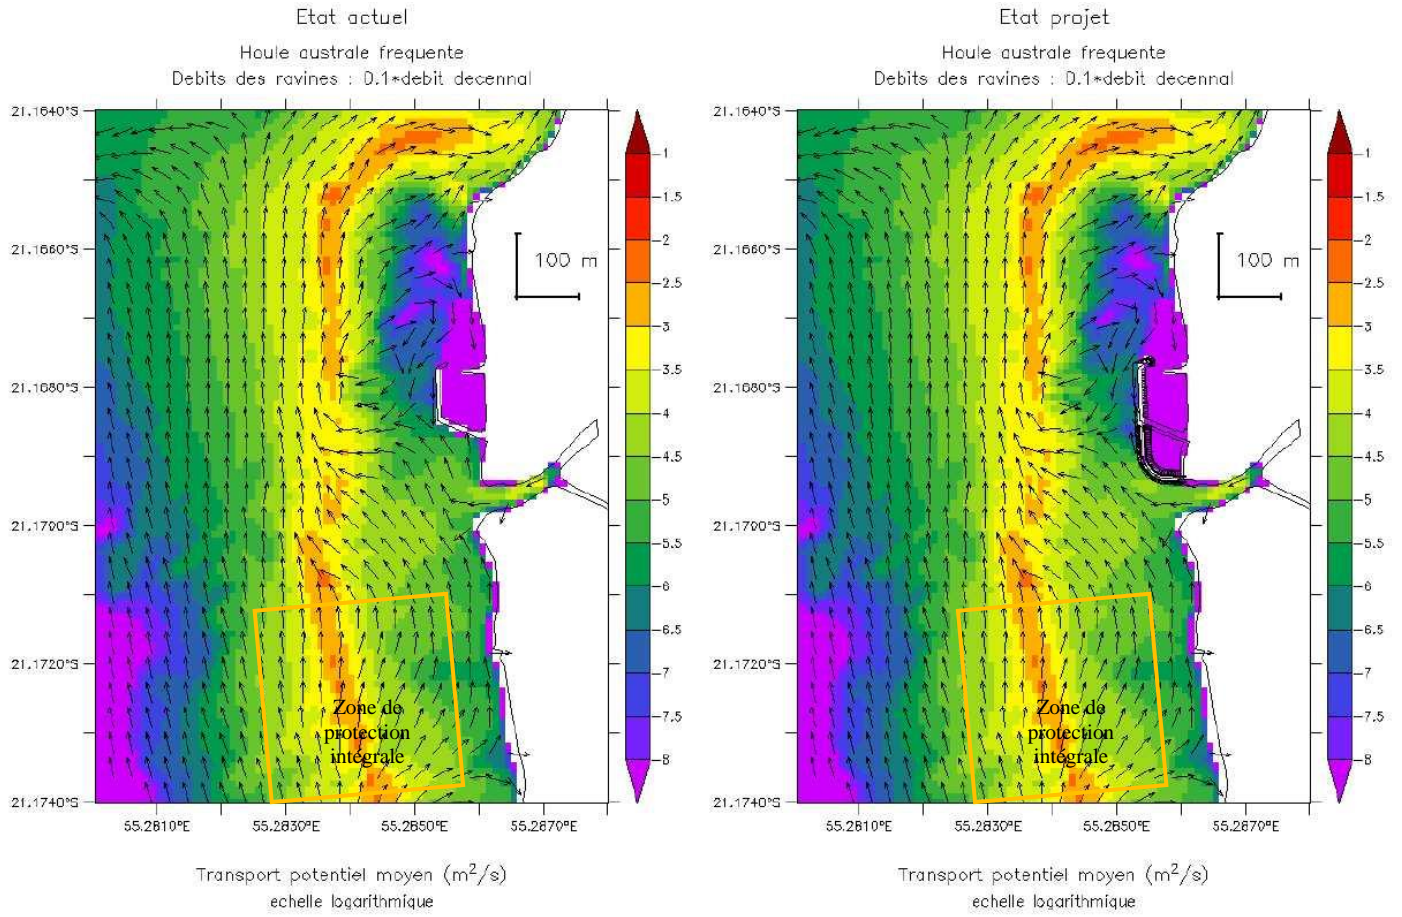 Etat actuel
Houle australe frequente
Debits des ravines : 0.1*debit decennal
21.1640°S
21.1660°S
21.1680°S
21.1700°S
21.1720°S
21.1740°S
55.2810°E
55.2830°E
55.2850°E
55.2870°E
100 m
Zone de
protection
intégrale
-1
-1.5
-2
-2.5
-3
-3.5
-4
-4.5
-5
-5.5
-6
-6.5
-7
-7.5
-8
Transport potentiel moyen (m²/s)
echelle logarithmique
Etat projet
Houle australe frequente
Debits des ravines : 0.1*debit decennal
21.1640°S
21.1660°S
21.1680°S
21.1700°S
21.1720°S
21.1740°S
55.2810°E
55.2830°E
55.2850°E
55.2870°E
100 m
Zone de
protection
intégrale
-1
-1.5
-2
-2.5
-3
-3.5
-4
-4.5
-5
-5.5
-6
-6.5
-7
-7.5
-8
Transport potentiel moyen (m²/s)
echelle logarithmique